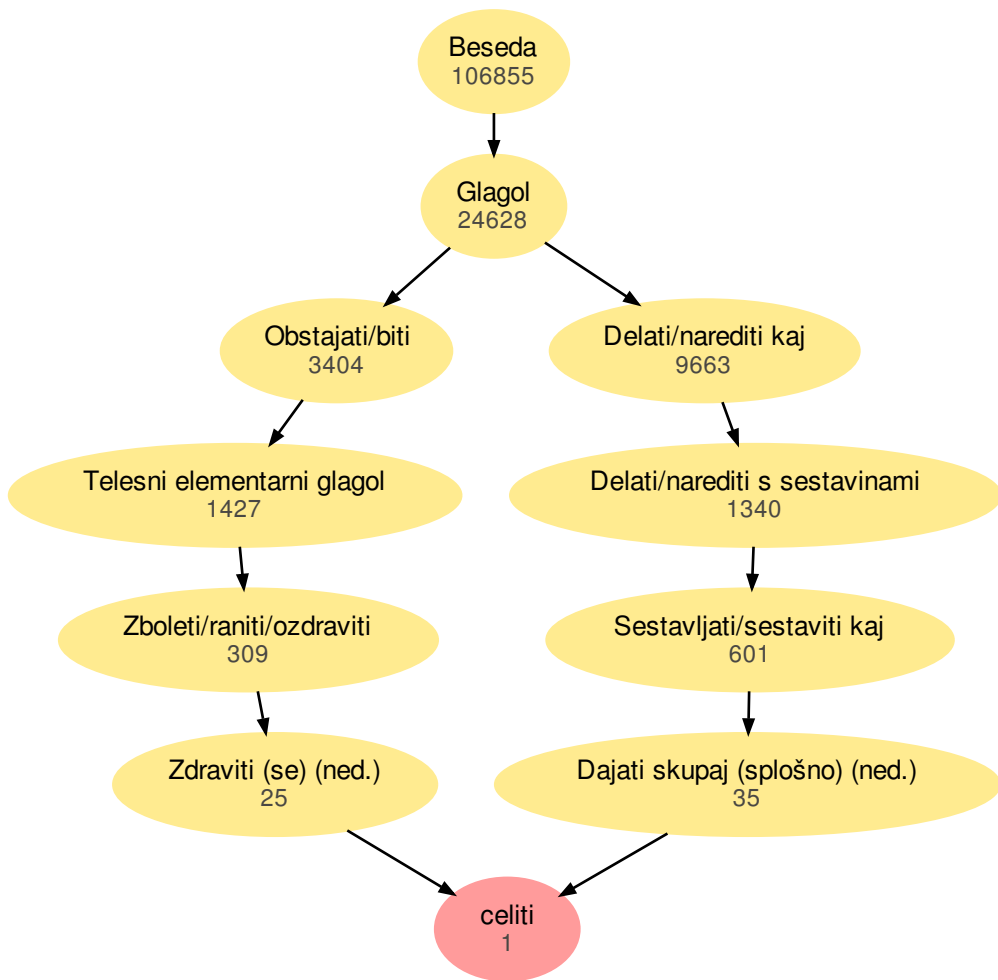 Beseda
106855
Glagol
24628
Obstajati/biti
3404
Delati/narediti kaj
9663
Telesni elementarni glagol
1427
Delati/narediti s sestavinami
1340
Zboleti/raniti/ozdraviti
309
Sestavljati/sestaviti kaj
601
Zdraviti (se) (ned.)
25
Dajati skupaj (splošno) (ned.)
35
celiti
1